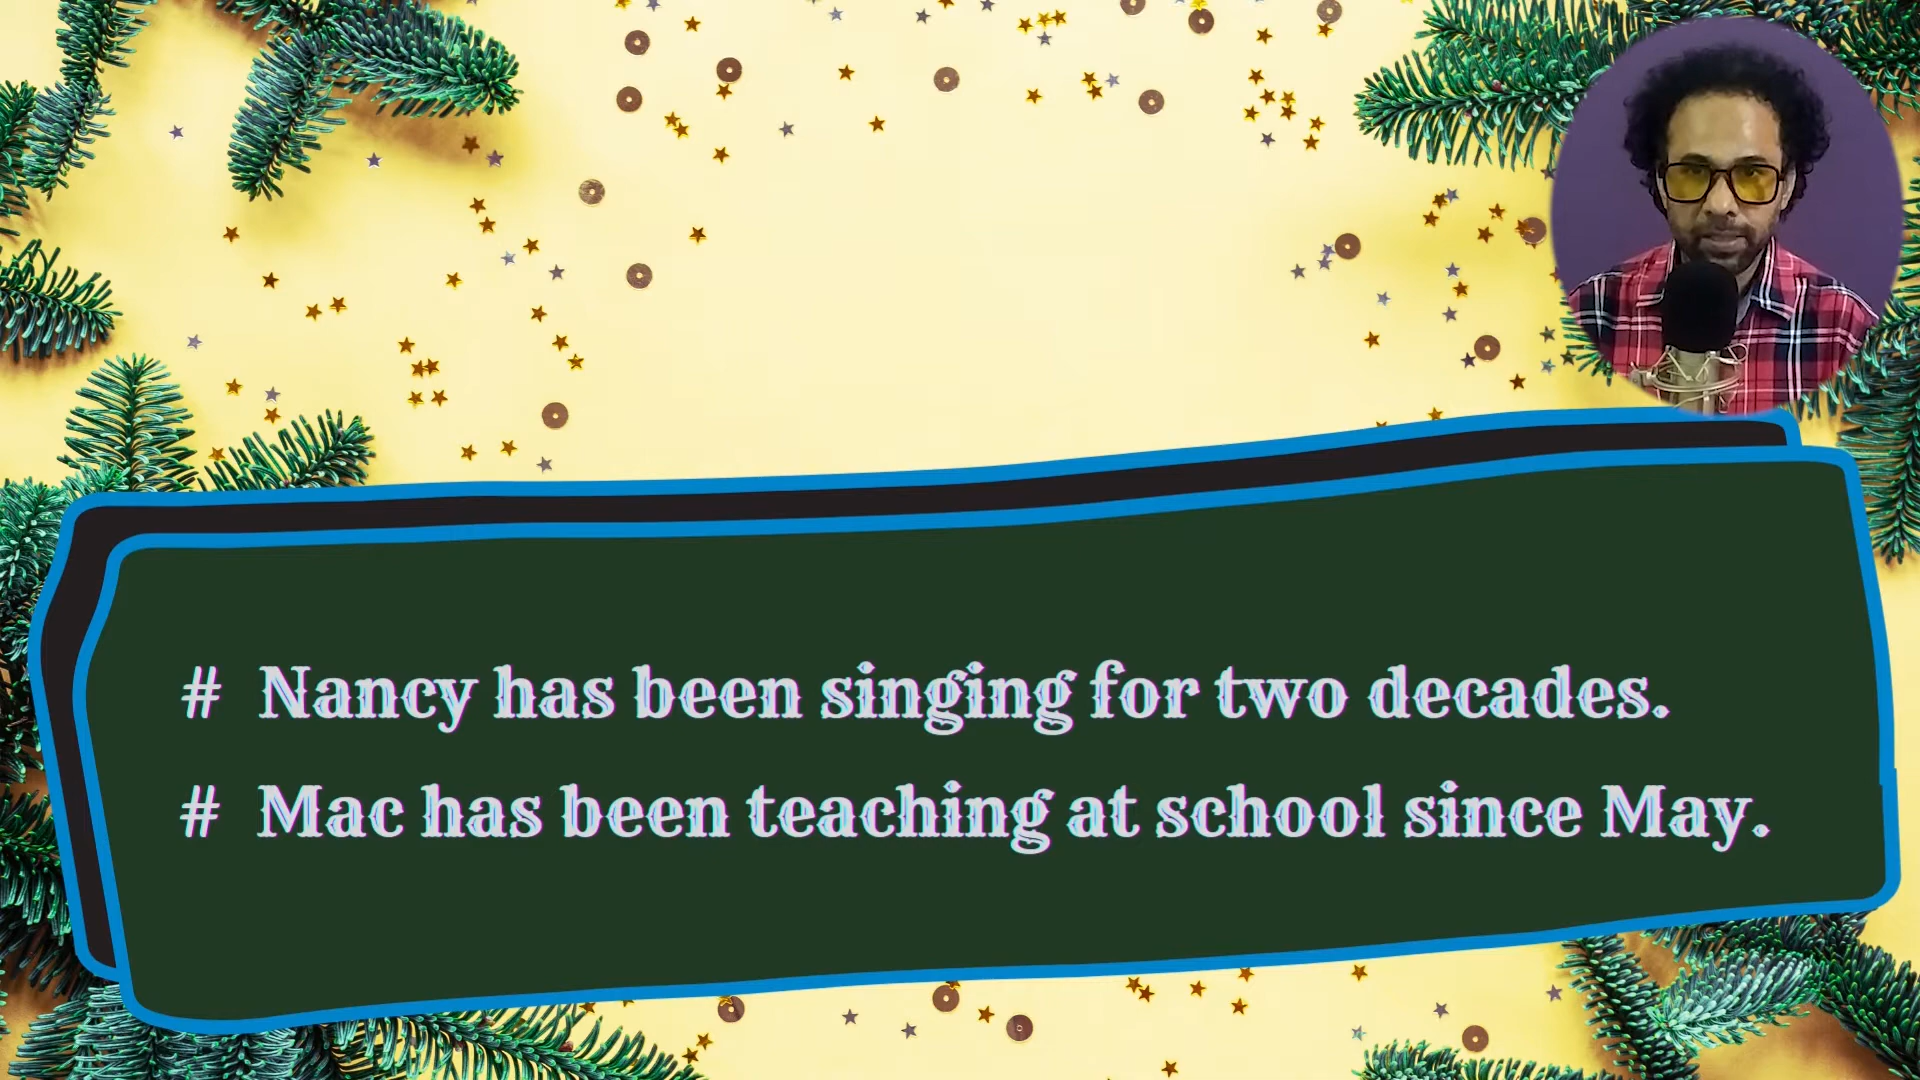 # Nancy has been singing for two decades.
# Mac has been teaching at school since May.